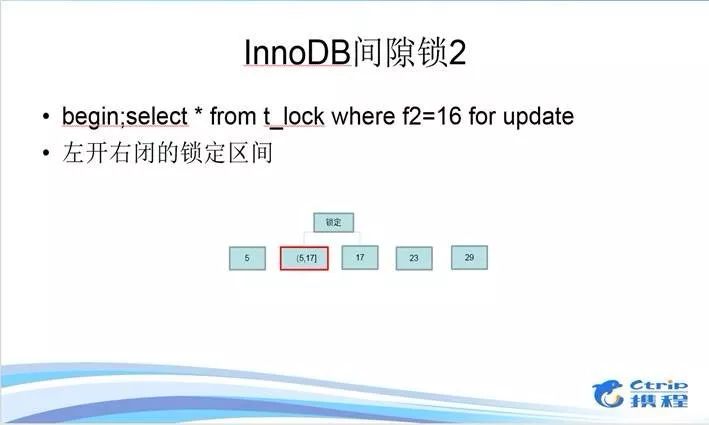 InnoDB间隙锁2
• begin;select * from t_lock where f2=16 for update
• 左开右闭的锁定区间
锁定
5
(5,17]
17
23
29
Ctrip
携程